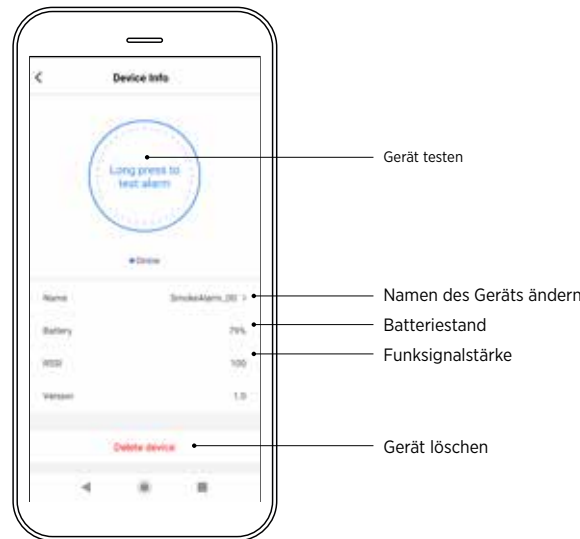 Device Info
Long press to
test alarm
Online
Name SmokeAlarm_00 >
Battery 79%
RSSI 100
Version 1.0
Delete device
Gerät testen
Namen des Geräts ändern
Batteriestand
Funksignalstärke
Gerät löschen